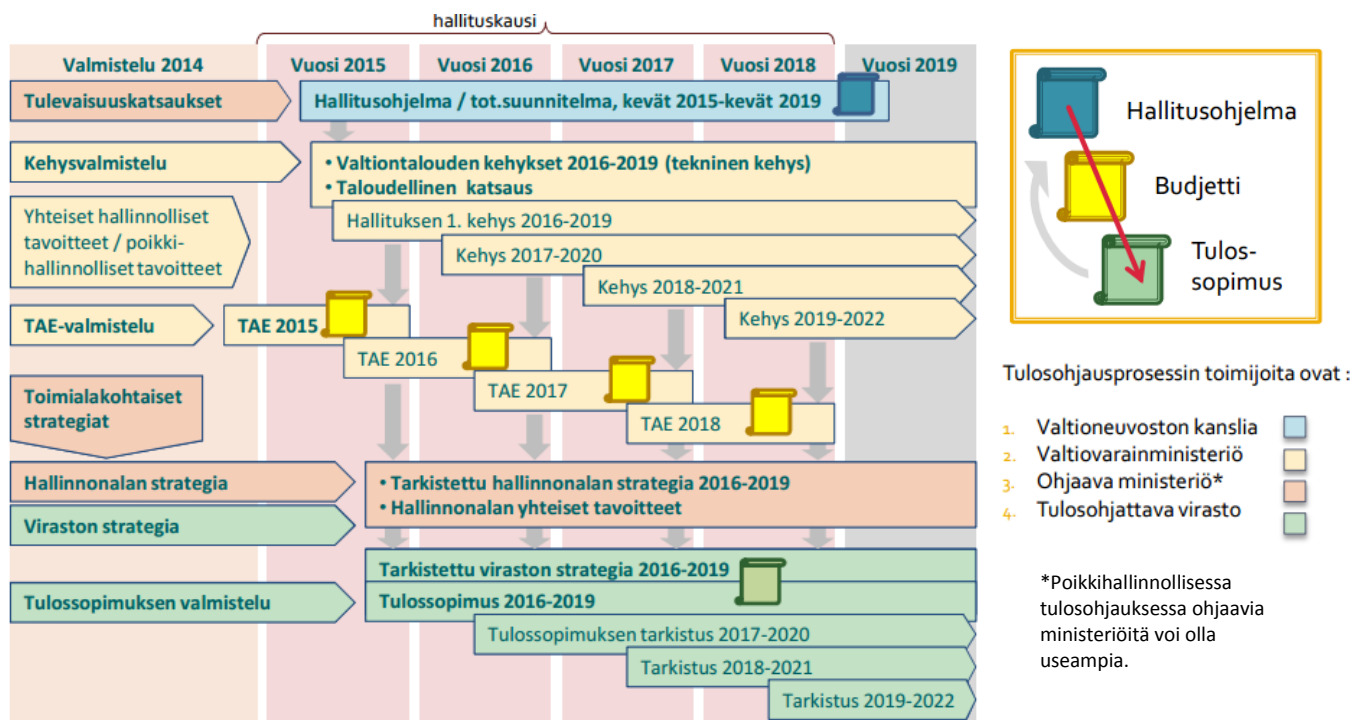 hallituskausi
Valmistelu 2014
Vuosi 2015
Vuosi 2016
Vuosi 2017
Vuosi 2018
Vuosi 2019
Tulevaisuuskatsaukset
Hallitusohjelma / tot.suunnitelma, kevät 2015-kevät 2019
Kehysvalmistelu
• Valtiontalouden kehykset 2016-2019 (tekninen kehys)
• Taloudellinen katsaus
Yhteiset hallinnolliset
tavoitteet / poikki-
hallinnolliset tavoitteet
Hallituksen 1. kehys 2016-2019
Kehys 2017-2020
Kehys 2018-2021
Kehys 2019-2022
TAE-valmistelu
TAE 2015
TAE 2016
TAE 2017
TAE 2018
Toimialakohtaiset
strategiat
Hallinnonalan strategia
• Tarkistettu hallinnonalan strategia 2016-2019
• Hallinnonalan yhteiset tavoitteet
Viraston strategia
Tarkistettu viraston strategia 2016-2019
Tulossopimuksen valmistelu
Tulossopimus 2016-2019
Tulossopimuksen tarkistus 2017-2020
Tarkistus 2018-2021
Tarkistus 2019-2022
Hallitusohjelma
Budjetti
Tulos-
sopimus
Tulosohjausprosessin toimijoita ovat :
1. Valtioneuvoston kanslia
2. Valtiovarainministeriö
3. Ohjaava ministeriö*
4. Tulosohjattava virasto
*Poikkihallinnollisessa
tulosohjauksessa ohjaavia
ministeriöitä voi olla
useampia.